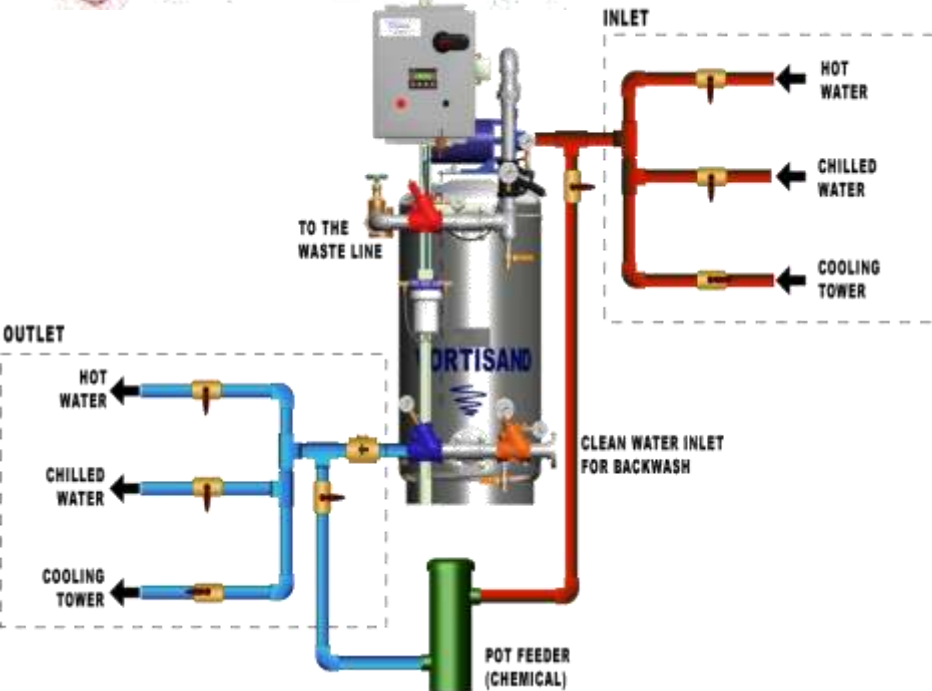 INLET
HOT
WATER
CHILLED
WATER
COOLING
TOWER
TO THE
WASTE LINE
OUTLET
HOT
WATER
CHILLED
WATER
COOLING
TOWER
VORTISAND
CLEAN WATER INLET
FOR BACKWASH
POT FEEDER
(CHEMICAL)